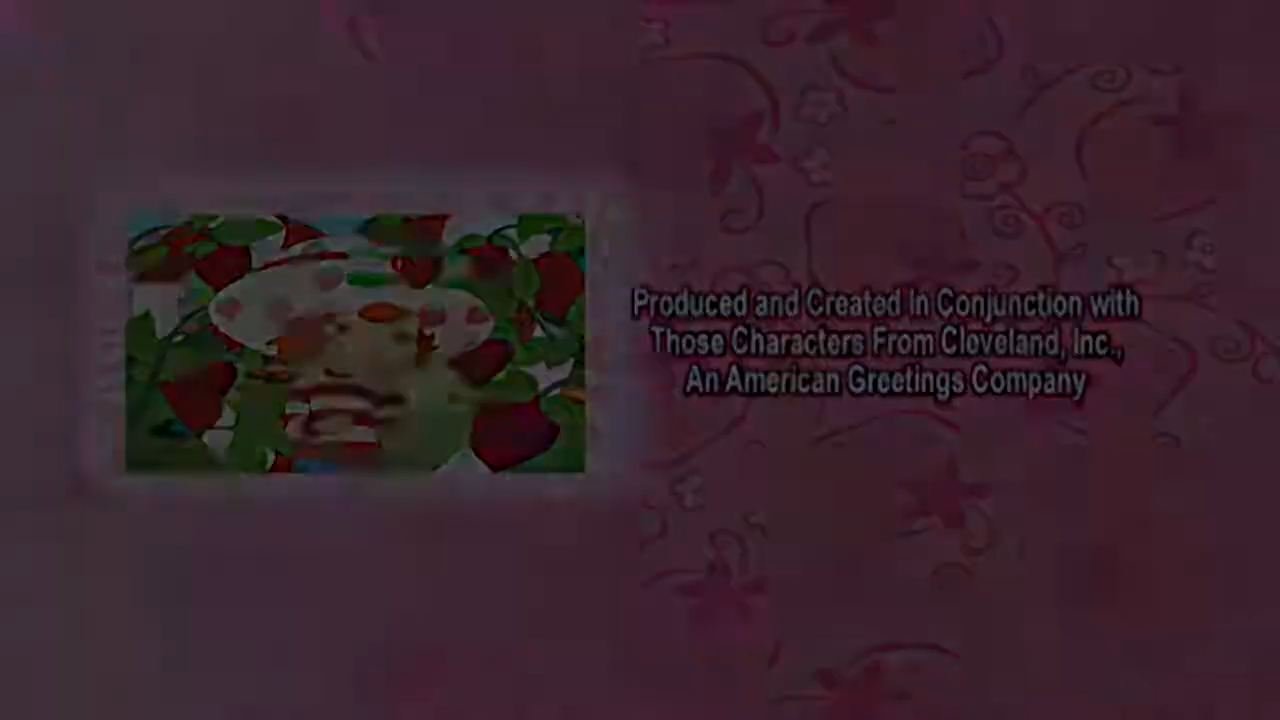 Produced and Created In Conjunction with
Those Characters From Cleveland, Inc.,
An American Greetings Company